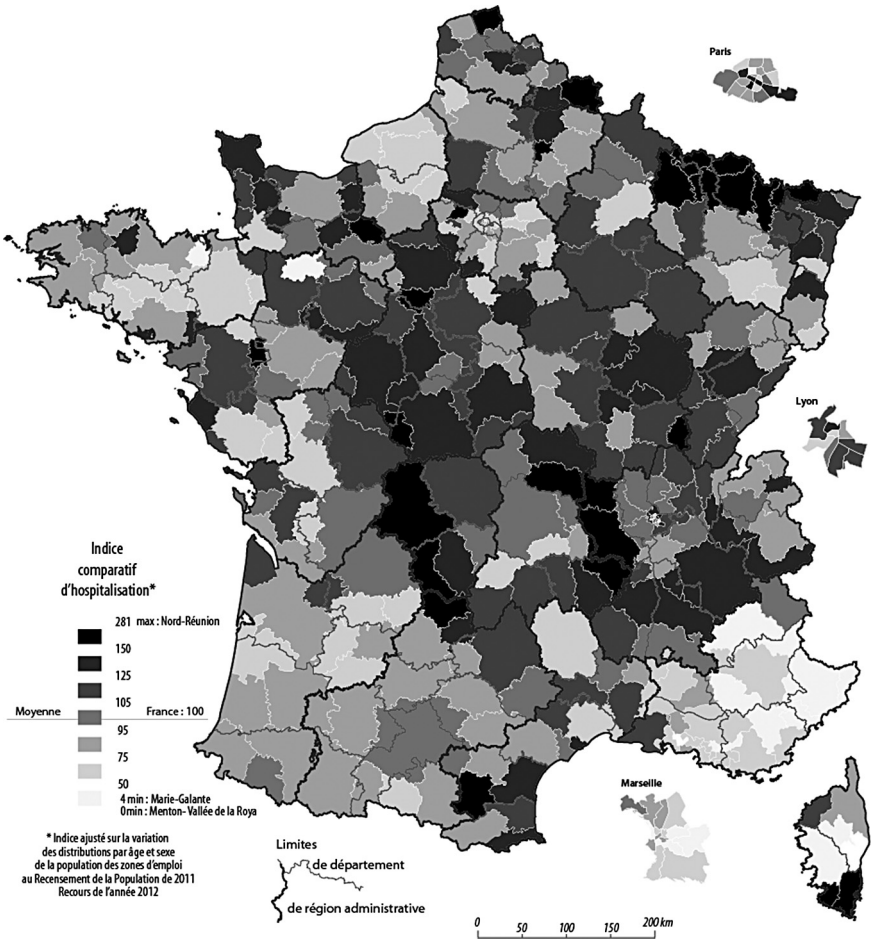 Paris
Lyon
Indice
comparatif
d'hospitalisation*
281 max : Nord-Réunion
150
125
105
Moyenne France : 100
95
75
50
4 min : Marie-Galante
0 min : Menton- Vallée de la Roya
* Indice ajusté sur la variation
des distributions par âge et sexe
de la population des zones d'emploi
au Recensement de la Population de 2011
Recours de l'année 2012
Marseille
Limites
de département
de région administrative
0 50 100 150 200 km